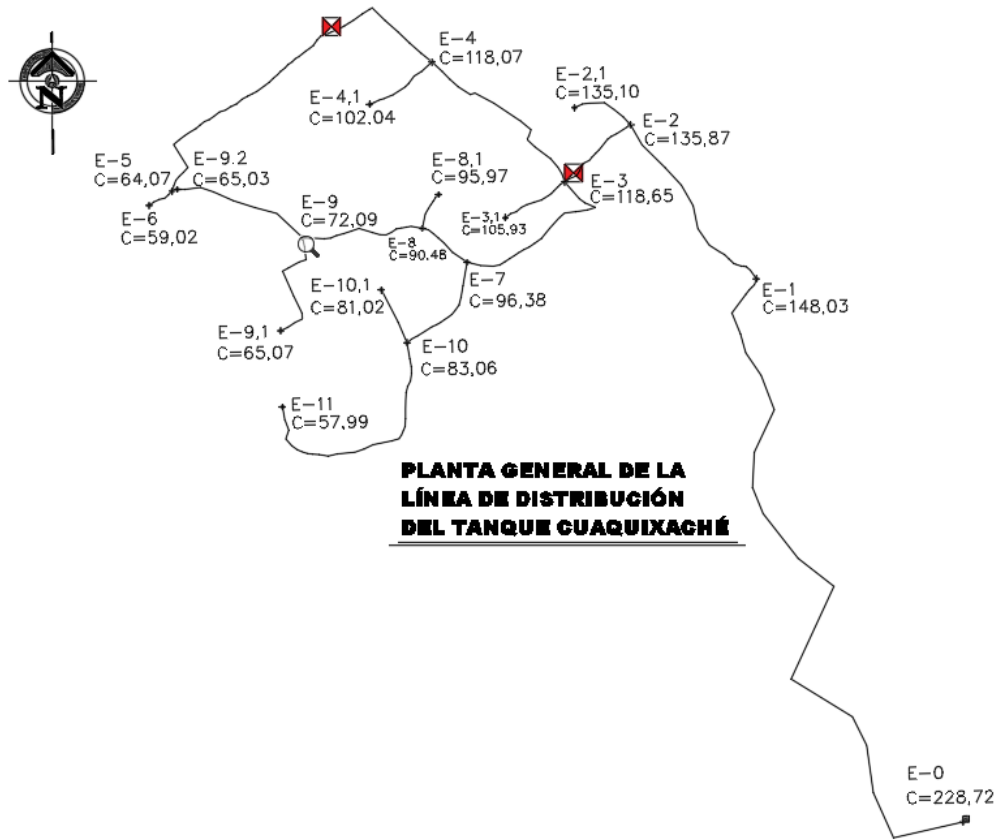 N
E-4
C=118,07
E-4,1
C=102.04
E-2,1
C=135,10
E-2
C=135,87
E-5
C=64,07
E-9.2
C=65,03
E-8,1
C=95,97
E-3
C=118,65
E-6
C=59,02
E-9
C=72,09
E-3,1
C=105,93
E-8
C=90.48
E-7
C=96,38
E-10,1
C=81,02
E-1
C=148,03
E-9,1
C=65,07
E-10
C=83,06
E-11
C=57,99
PLANTA GENERAL DE LA
LÍNEA DE DISTRIBUCIÓN
DEL TANQUE CUAQUIXACHÉ
E-0
C=228,72